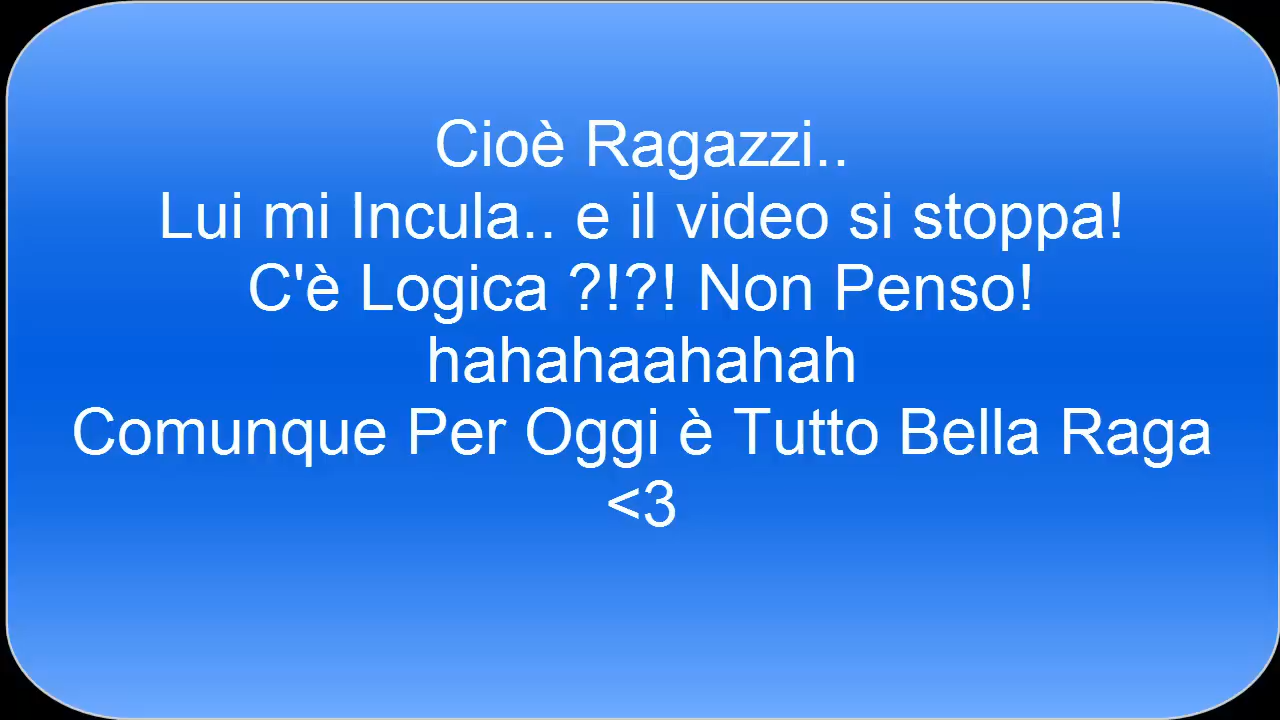 Cioè Ragazzi..
Lui mi Incula.. e il video si stoppa!
C'è Logica ?!?! Non Penso!
hahahaahahah
Comunque Per Oggi è Tutto Bella Raga
<3